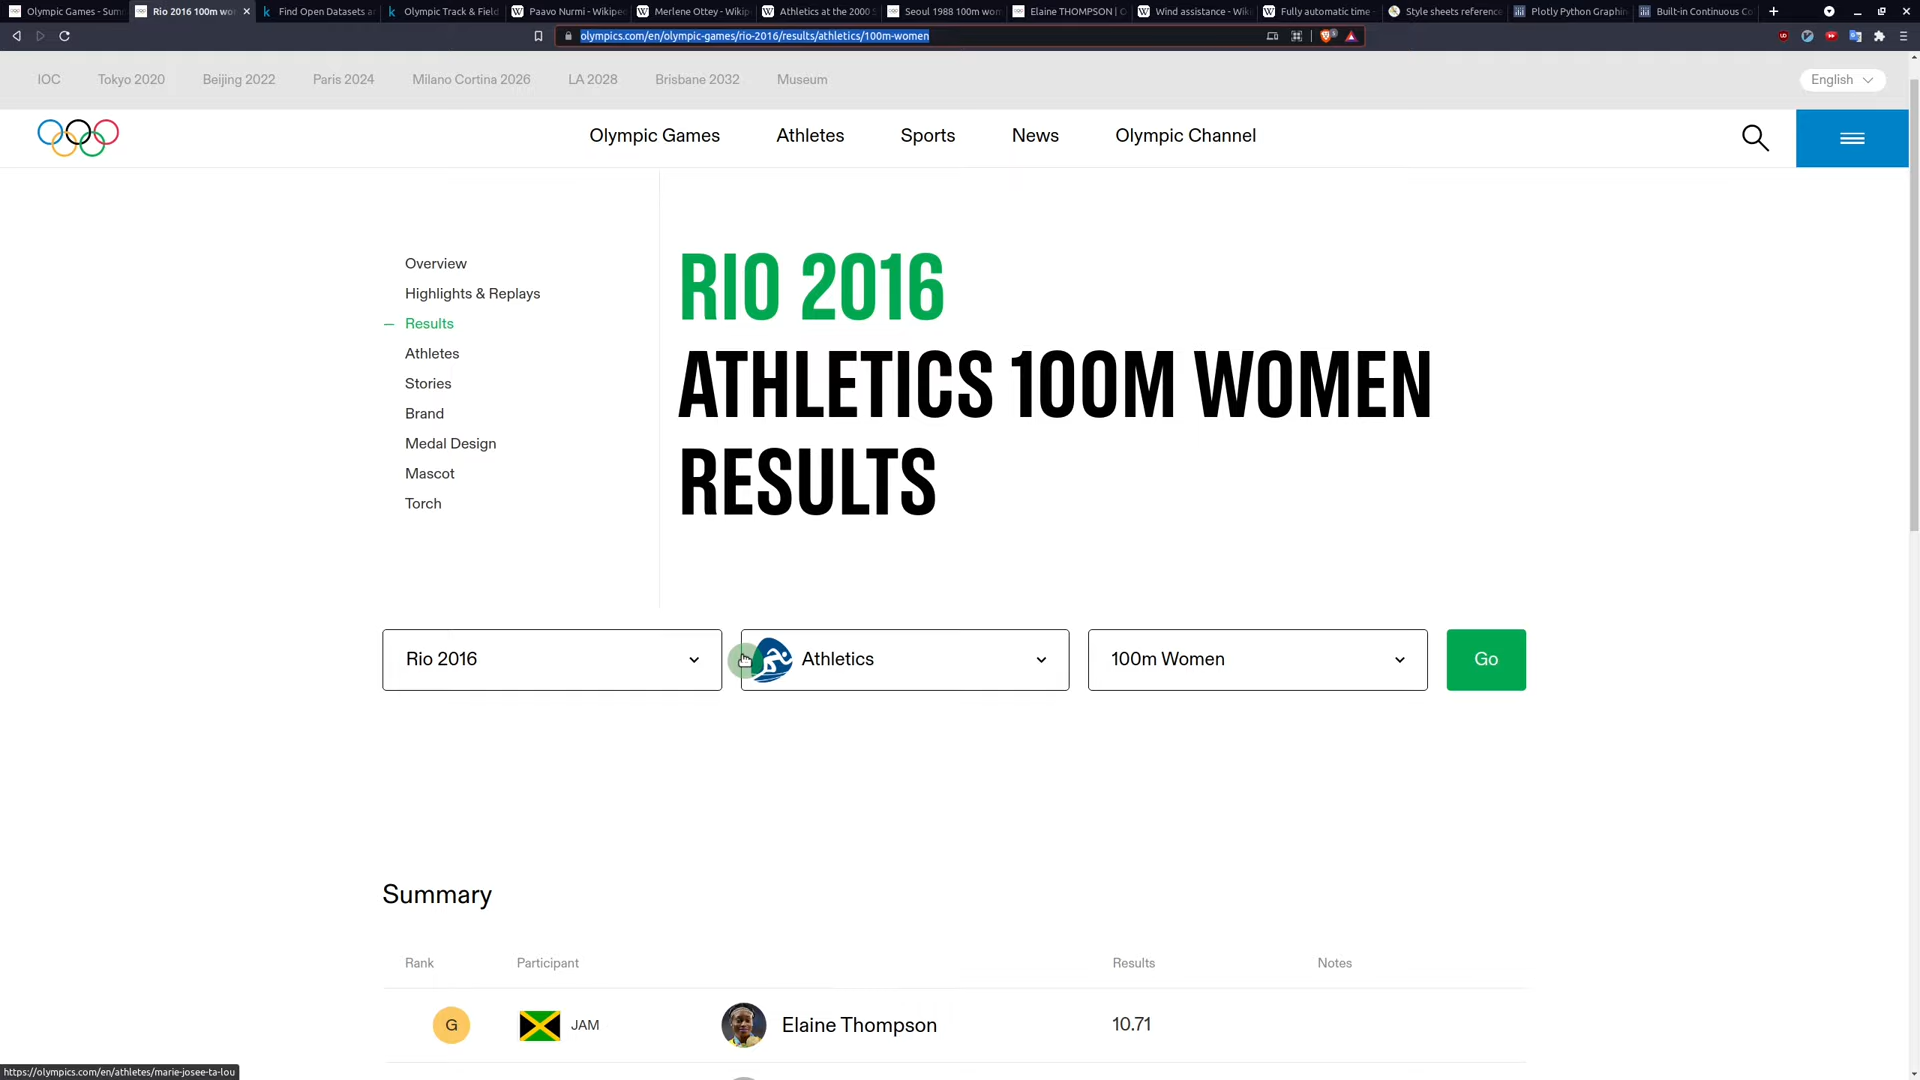 Olympic Games - Sum
Rio 2016 100m wo
Find Open Datasets a
Olympic Track & Field
Paavo Nurmi - Wikipe
Merlene Ottey - Wikip
Athletics at the 2000 S
Seoul 1988 100m wom
Elaine THOMPSON | O
Wind assistance - Wik
Fully automatic time -
Style sheets reference
Plotly Python Graphin
Built-in Continuous Co
olympics.com/en/olympic-games/rio-2016/results/athletics/100m-women
IOC
Tokyo 2020
Beijing 2022
Paris 2024
Milano Cortina 2026
LA 2028
Brisbane 2032
Museum
English
Olympic Games
Athletes
Sports
News
Olympic Channel
Overview
Highlights & Replays
Results
Athletes
Stories
Brand
Medal Design
Mascot
Torch
RIO 2016
ATHLETICS 100M WOMEN
RESULTS
Rio 2016
Athletics
100m Women
Go
Summary
Rank Participant Results Notes
G JAM Elaine Thompson 10.71
https://olympics.com/en/athletes/marie-josee-ta-lou